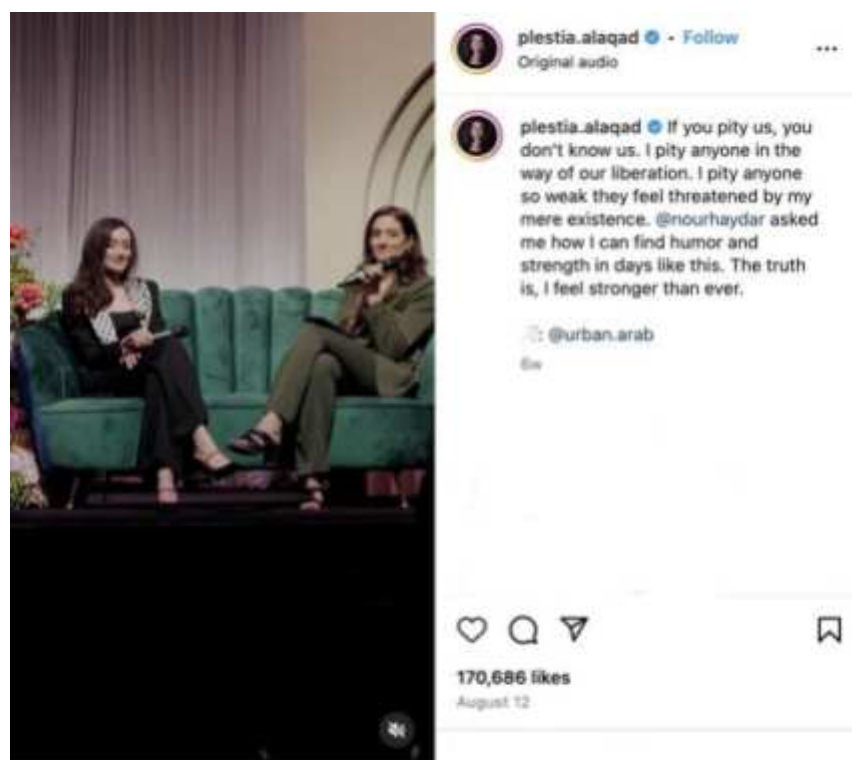 plestia.alaqad • Follow
Original audio
plestia.alaqad If you pity us, you
don't know us. I pity anyone in the
way of our liberation. I pity anyone
so weak they feel threatened by my
mere existence. @nourhaydar asked
me how I can find humor and
strength in days like this. The truth
is, I feel stronger than ever.
: @urban.arab
6w
170,686 likes
August 12